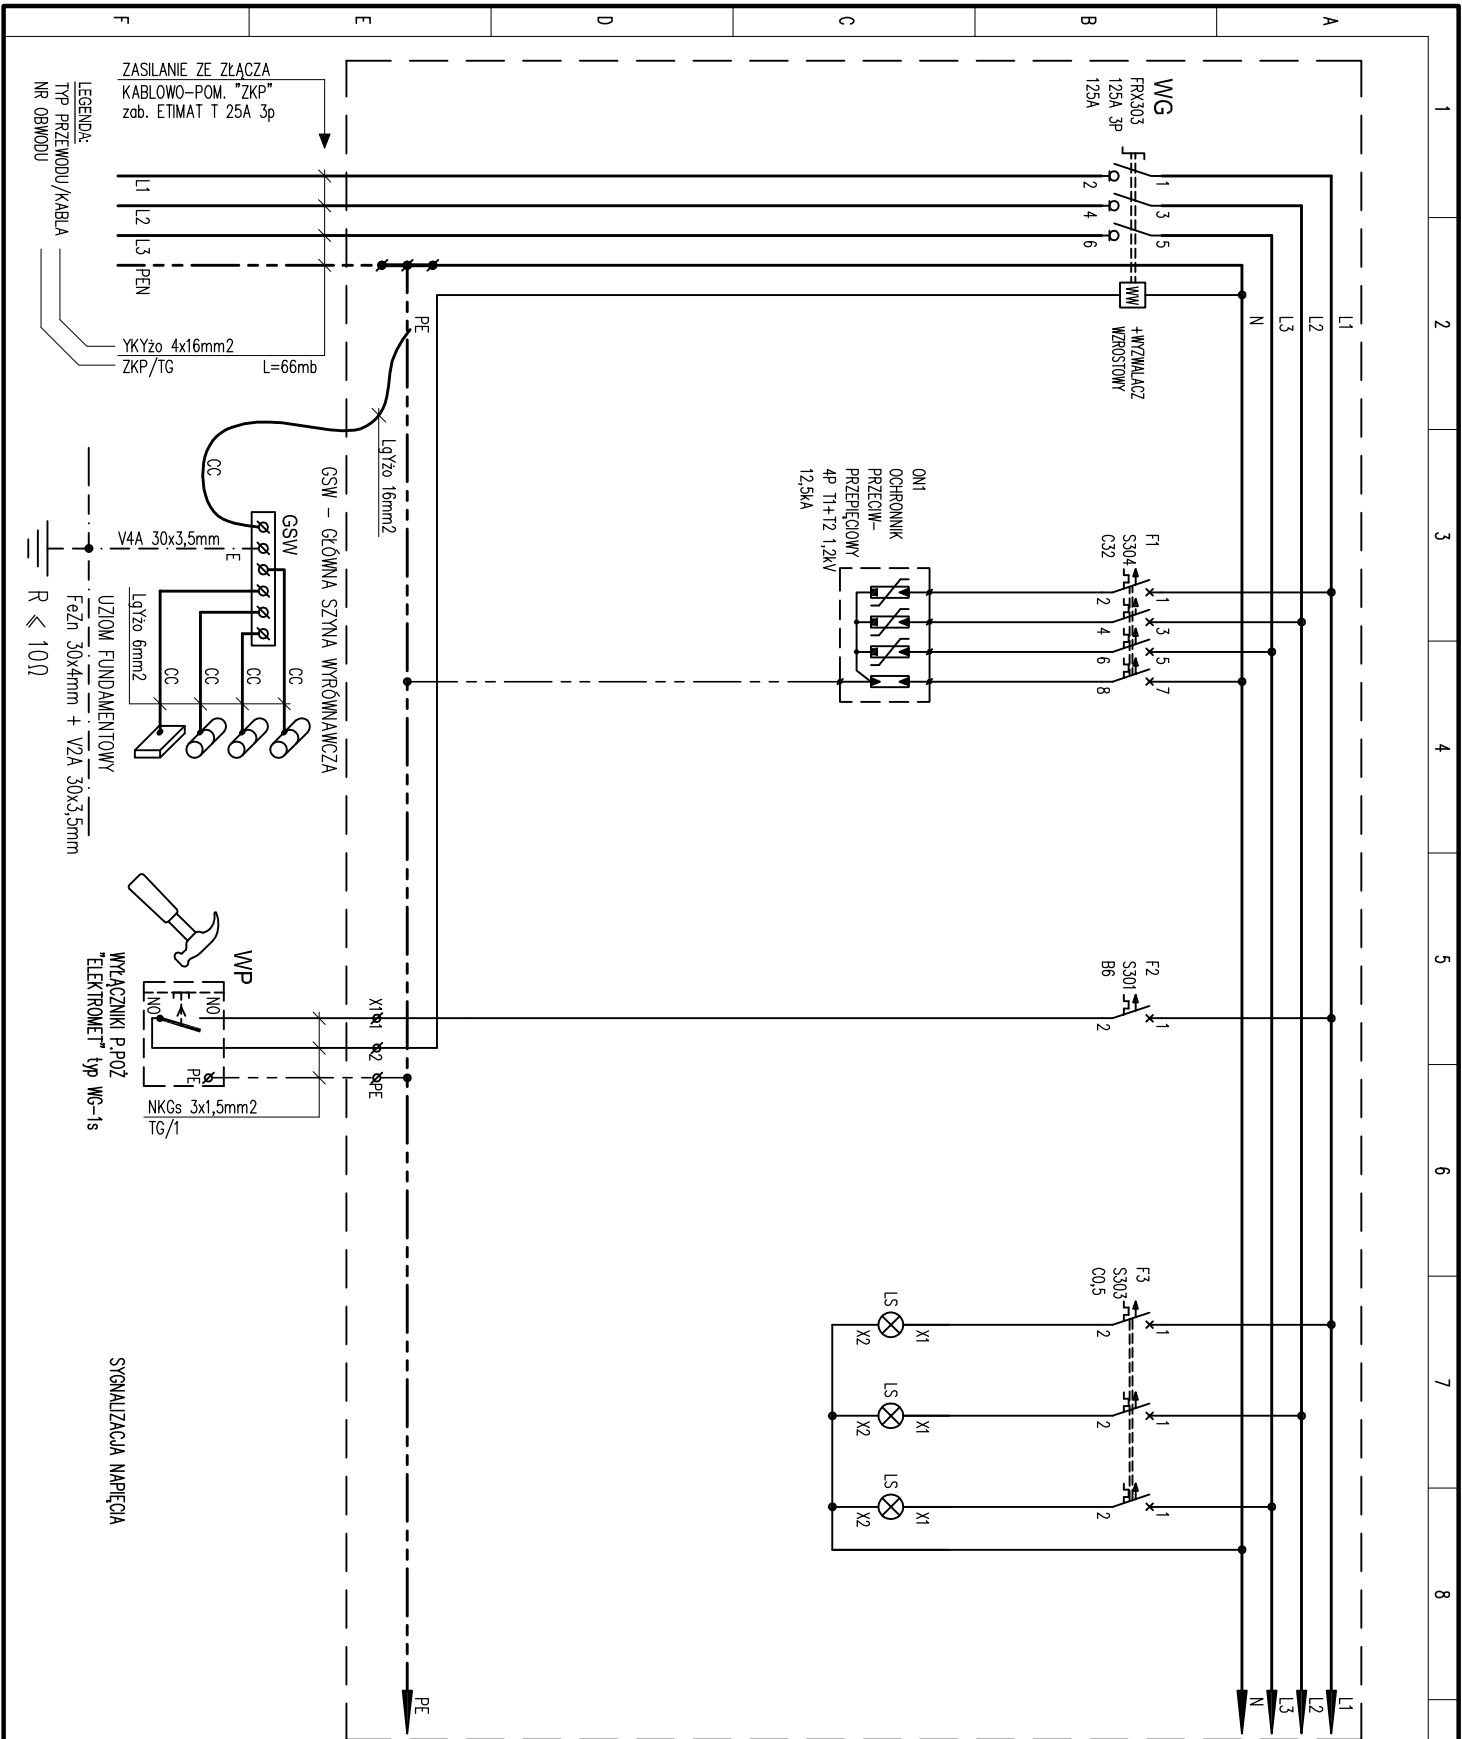 1
2
3
4
5
6
7
8
A
B
C
D
E
F
WG
FRX303
125A 3P
125A
1
3
5
2
4
6
WW
+WYZWALACZ
WZROSTOWY
L1
L2
L3
N
ZASILANIE ZE ZŁĄCZA
KABLOWO-POM. "ZKP"
zab. ETIMAT T 25A 3p
L1
L2
L3
PEN
YKYżo 4x16mm2
ZKP/TG
L=66mb
LEGENDA:
TYP PRZEWODU/KABLA
NR OBWODU
PE
LgYżo 16mm2
CC
GSW - GŁÓWNA SZYNA WYRÓWNAWCZA
GSW
E
V4A 30x3,5mm
LgYżo 6mm2
CC
CC
CC
CC
UZIOM FUNDAMENTOWY
FeZn 30x4mm + V2A 30x3,5mm
R ⩽ 10Ω
F1
S304
C32
1
3
5
7
2
4
6
8
ON1
OCHRONNIK
PRZECIW-
PRZEPIĘCIOWY
4P T1+T2 1,2kV
12,5kA
F2
S301
B6
1
2
X1
1
2
PE
WP
NO
NO
PE
WYŁĄCZNIKI P.POŻ
"ELEKTROMET" typ WG-1s
NKGs 3x1,5mm2
TG/1
F3
S303
C0,5
1
2
1
2
1
2
LS
X1
X2
LS
X1
X2
LS
X1
X2
SYGNALIZACJA NAPIĘCIA
L1
L2
L3
N
PE